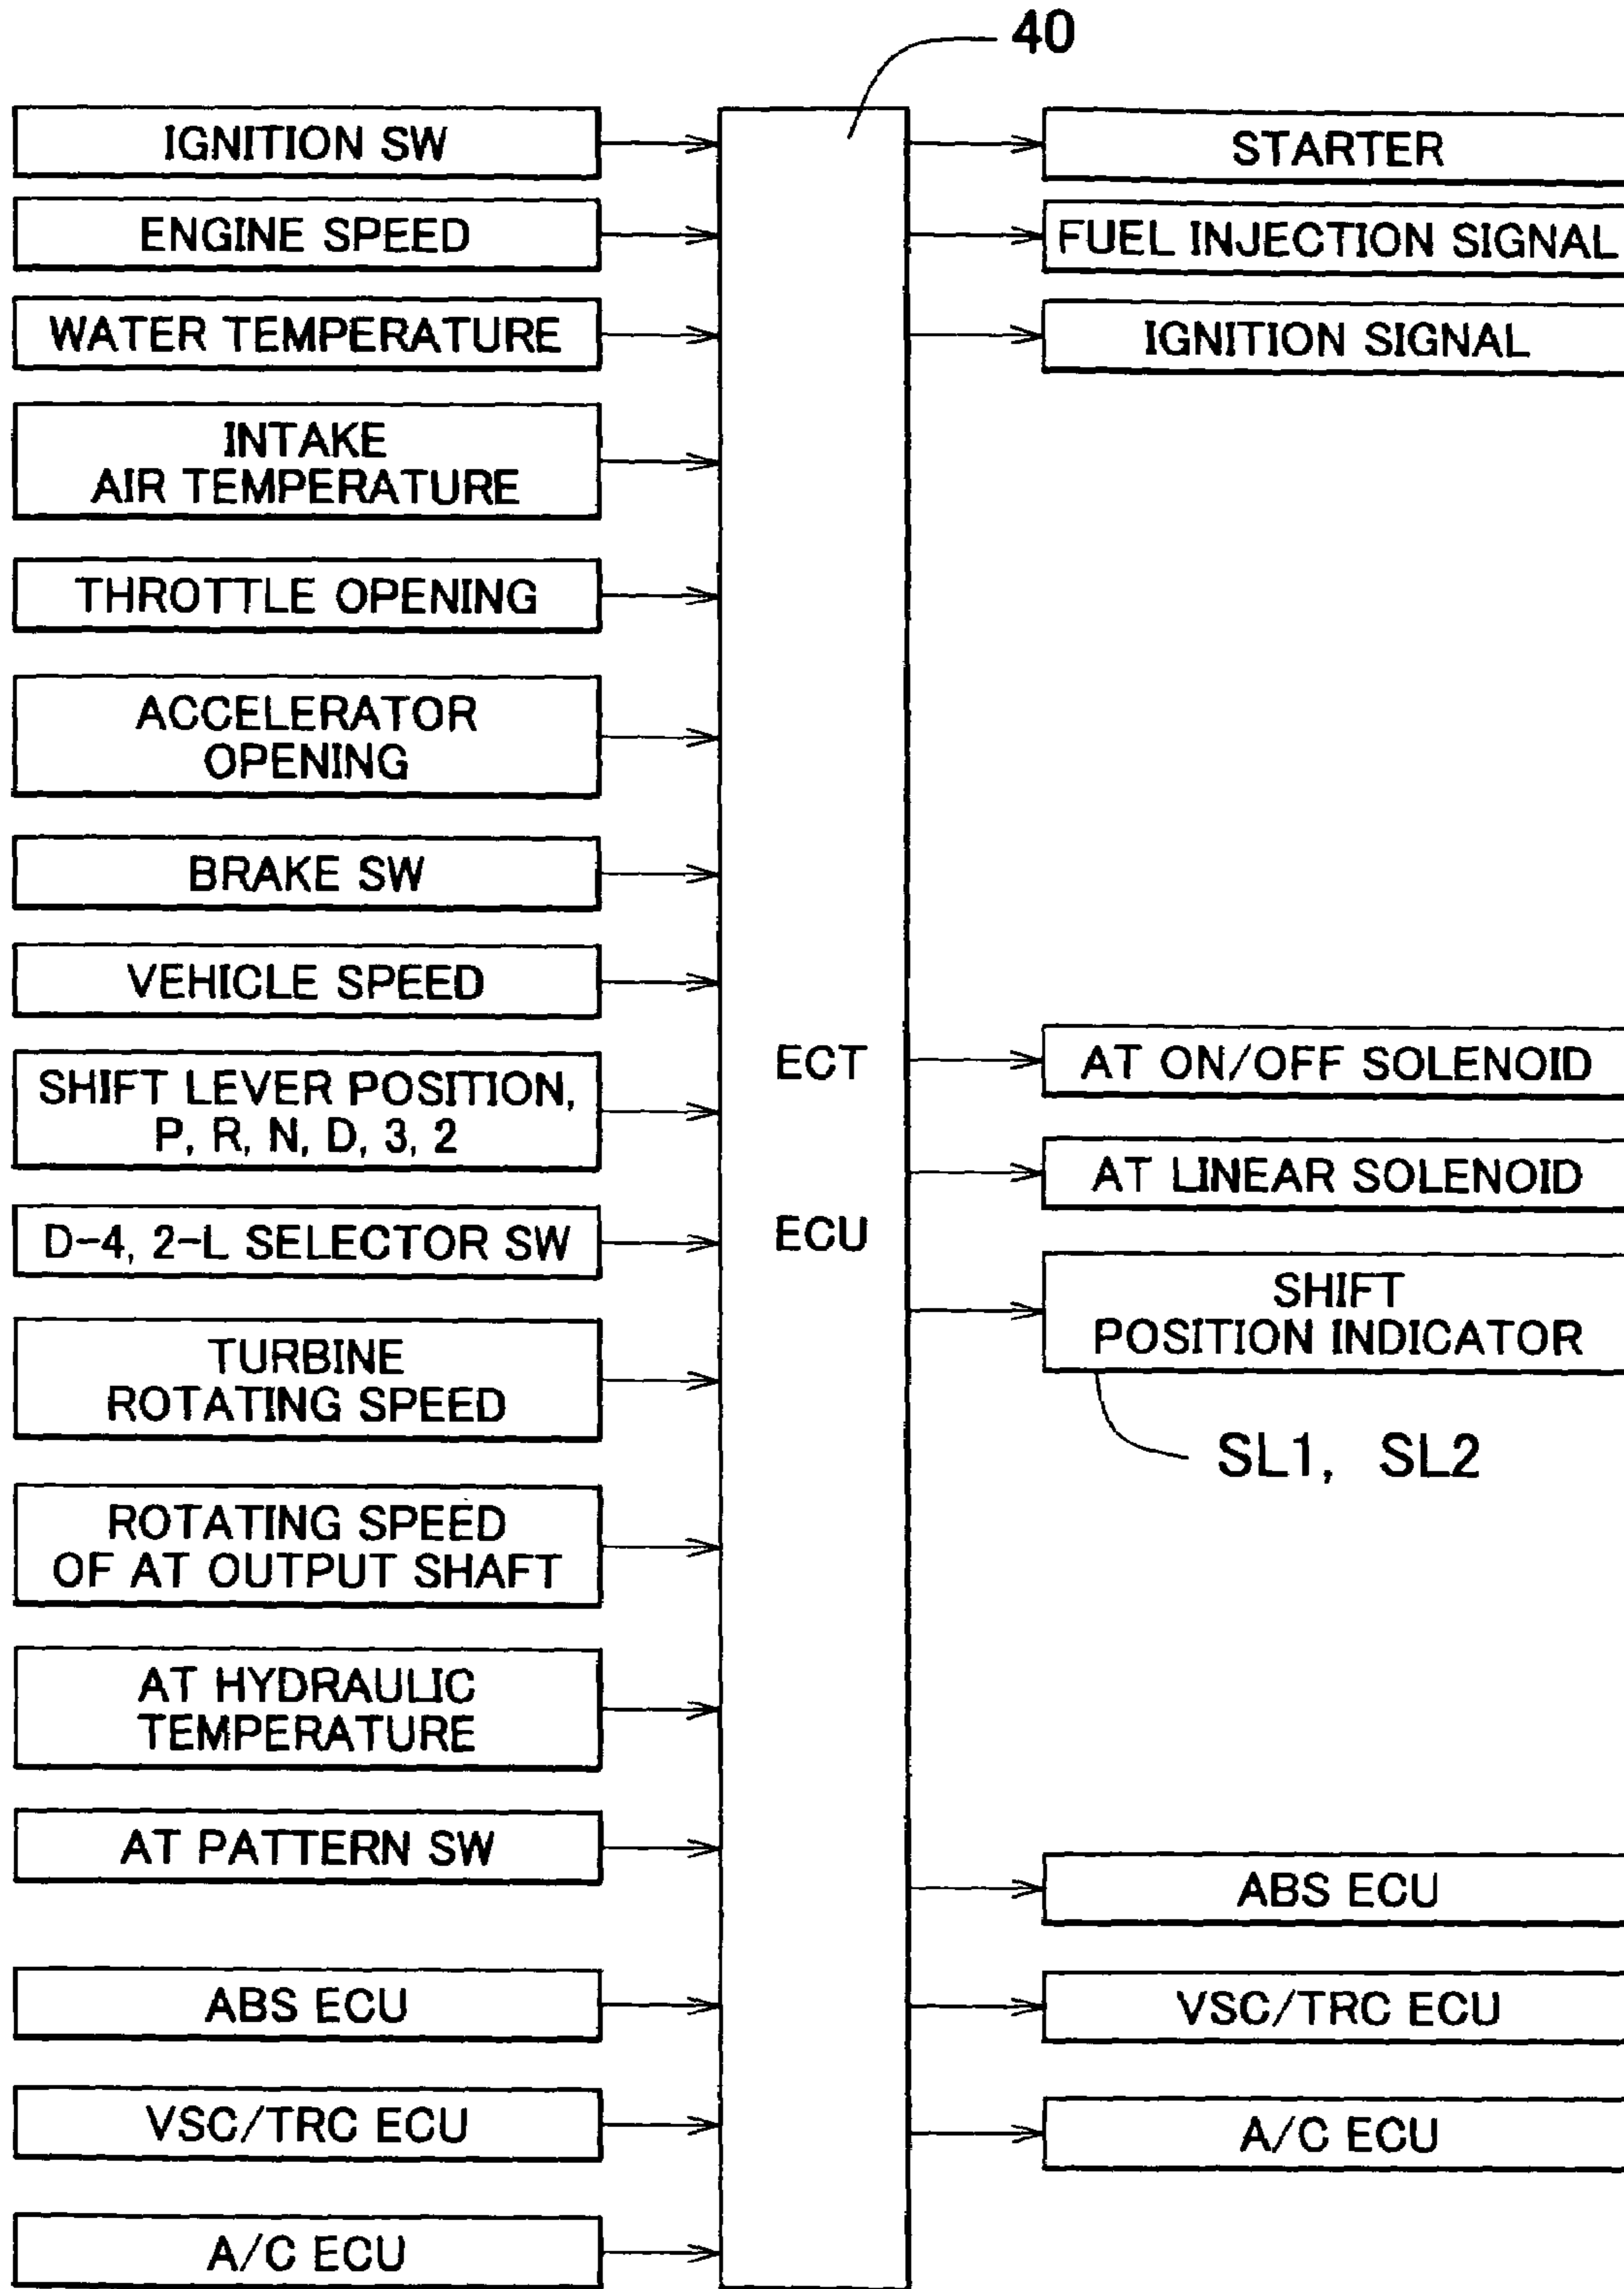 40
IGNITION SW
ENGINE SPEED
WATER TEMPERATURE
INTAKE
AIR TEMPERATURE
THROTTLE OPENING
ACCELERATOR
OPENING
BRAKE SW
VEHICLE SPEED
SHIFT LEVER POSITION,
P, R, N, D, 3, 2
D-4, 2-L SELECTOR SW
TURBINE
ROTATING SPEED
ROTATING SPEED
OF AT OUTPUT SHAFT
AT HYDRAULIC
TEMPERATURE
AT PATTERN SW
ABS ECU
VSC/TRC ECU
A/C ECU
ECT
ECU
STARTER
FUEL INJECTION SIGNAL
IGNITION SIGNAL
AT ON/OFF SOLENOID
AT LINEAR SOLENOID
SHIFT
POSITION INDICATOR
SL1, SL2
ABS ECU
VSC/TRC ECU
A/C ECU